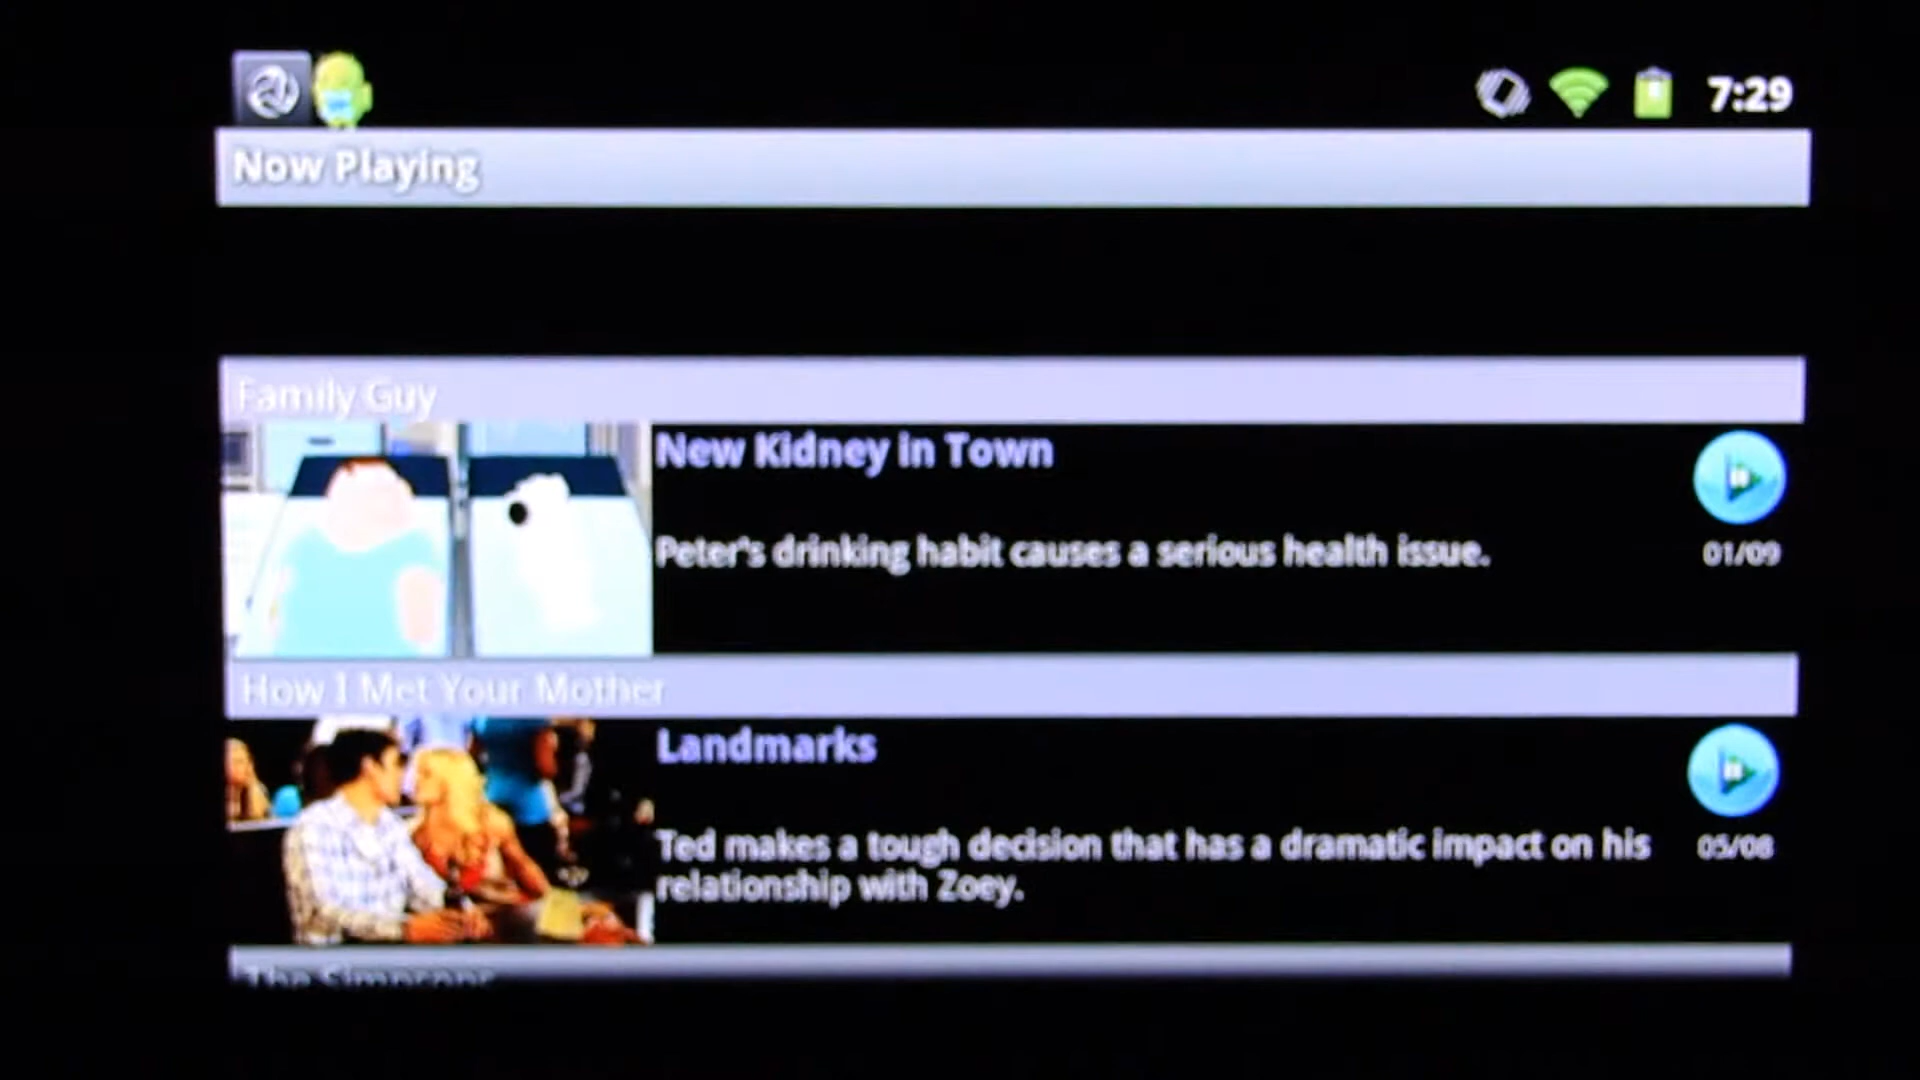 7:29
Now Playing
Family Guy
New Kidney in Town
Peter's drinking habit causes a serious health issue.
01/09
How I Met Your Mother
Landmarks
Ted makes a tough decision that has a dramatic impact on his
relationship with Zoey.
05/08
The Simpsons